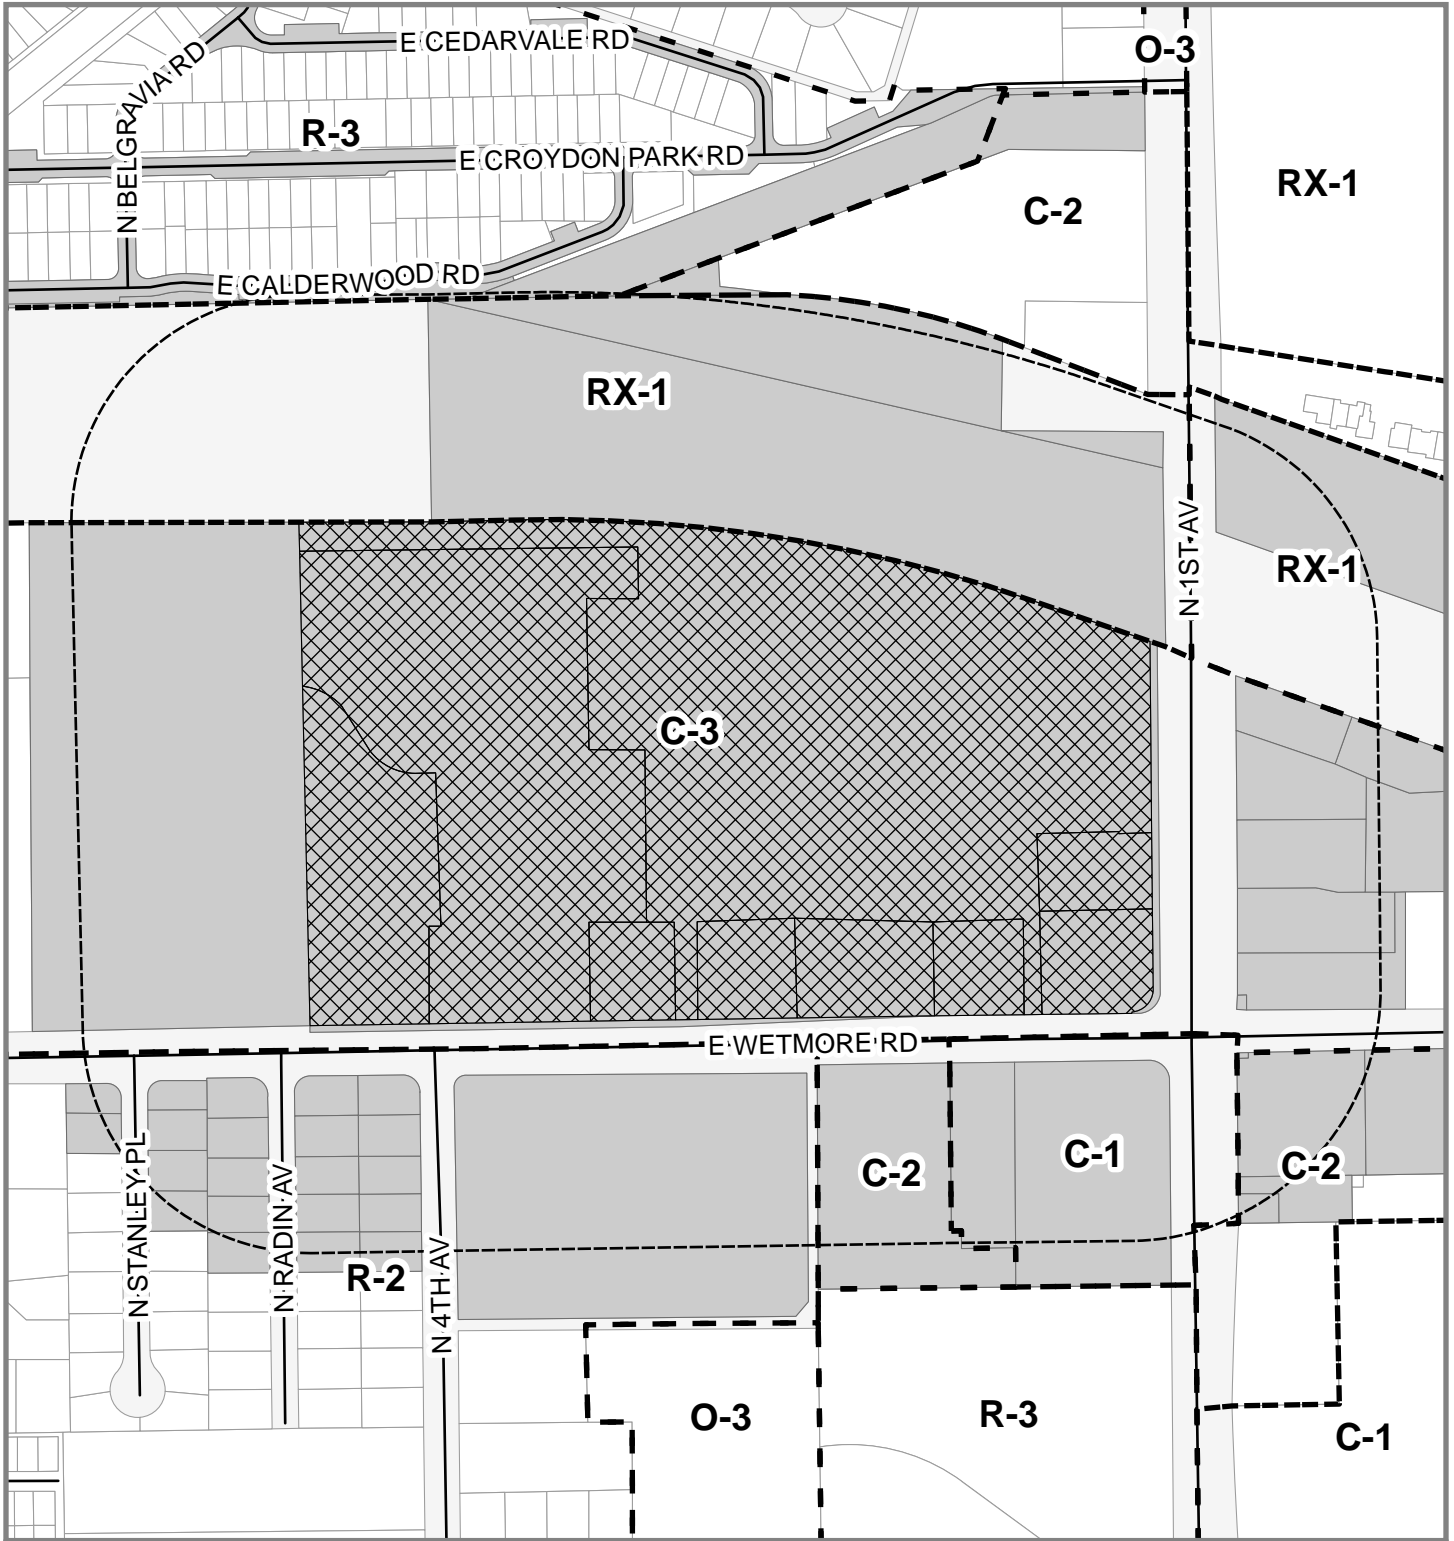 E CEDARVALE RD
O-3
N BELGRAVIA RD
R-3
E CROYDON PARK RD
RX-1
C-2
E CALDERWOOD RD
RX-1
N 1ST AV
RX-1
C-3
E WETMORE RD
C-2
C-1
C-2
N STANLEY PL
N RADIN AV
R-2
N 4TH AV
O-3
R-3
C-1